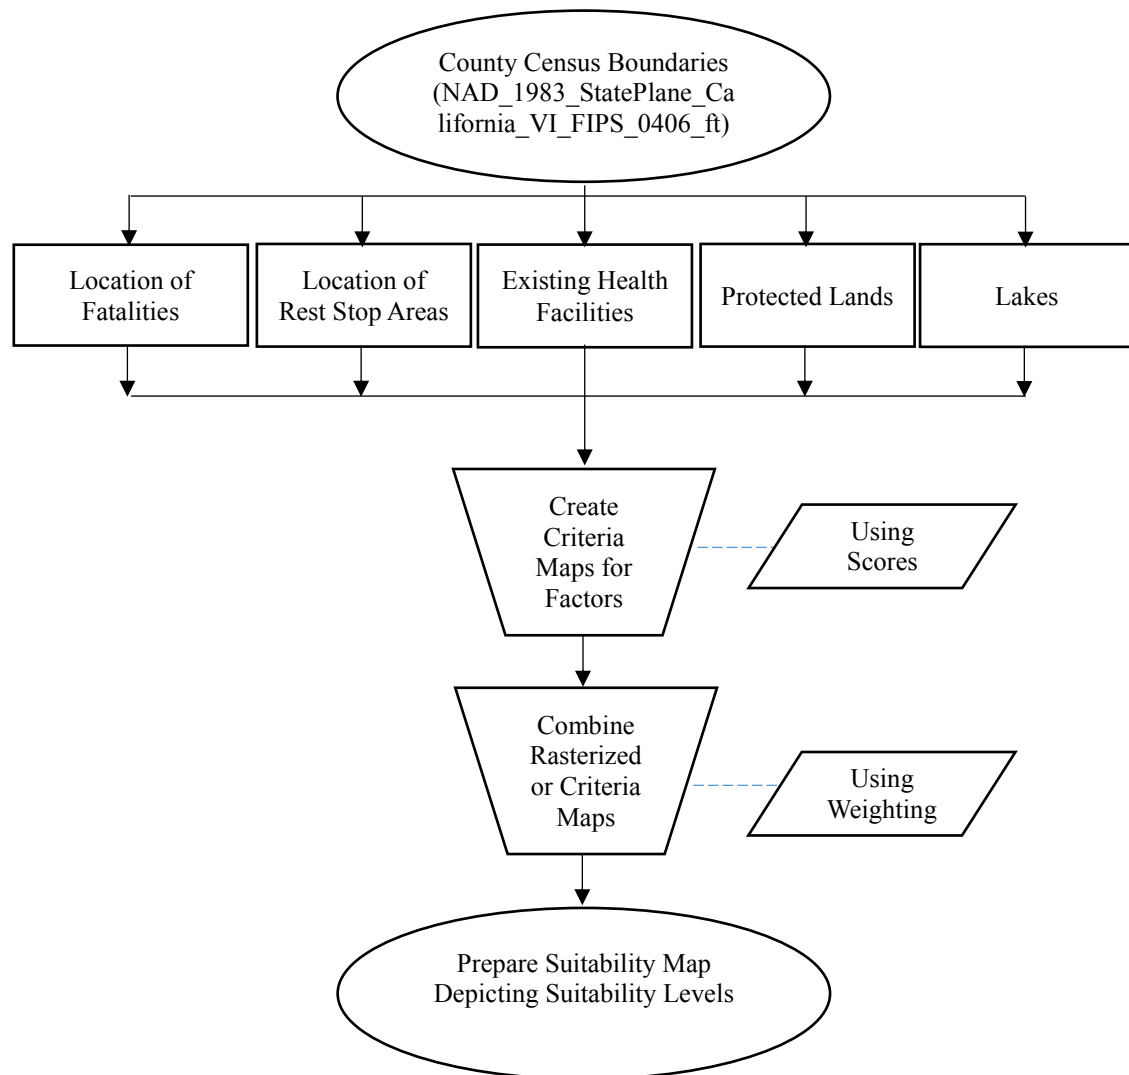 County Census Boundaries
(NAD_1983_StatePlane_Ca
lifornia_VI_FIPS_0406_ft)
Location of
Fatalities
Location of
Rest Stop Areas
Existing Health
Facilities
Protected Lands
Lakes
Create
Criteria
Maps for
Factors
Using
Scores
Combine
Rasterized
or Criteria
Maps
Using
Weighting
Prepare Suitability Map
Depicting Suitability Levels